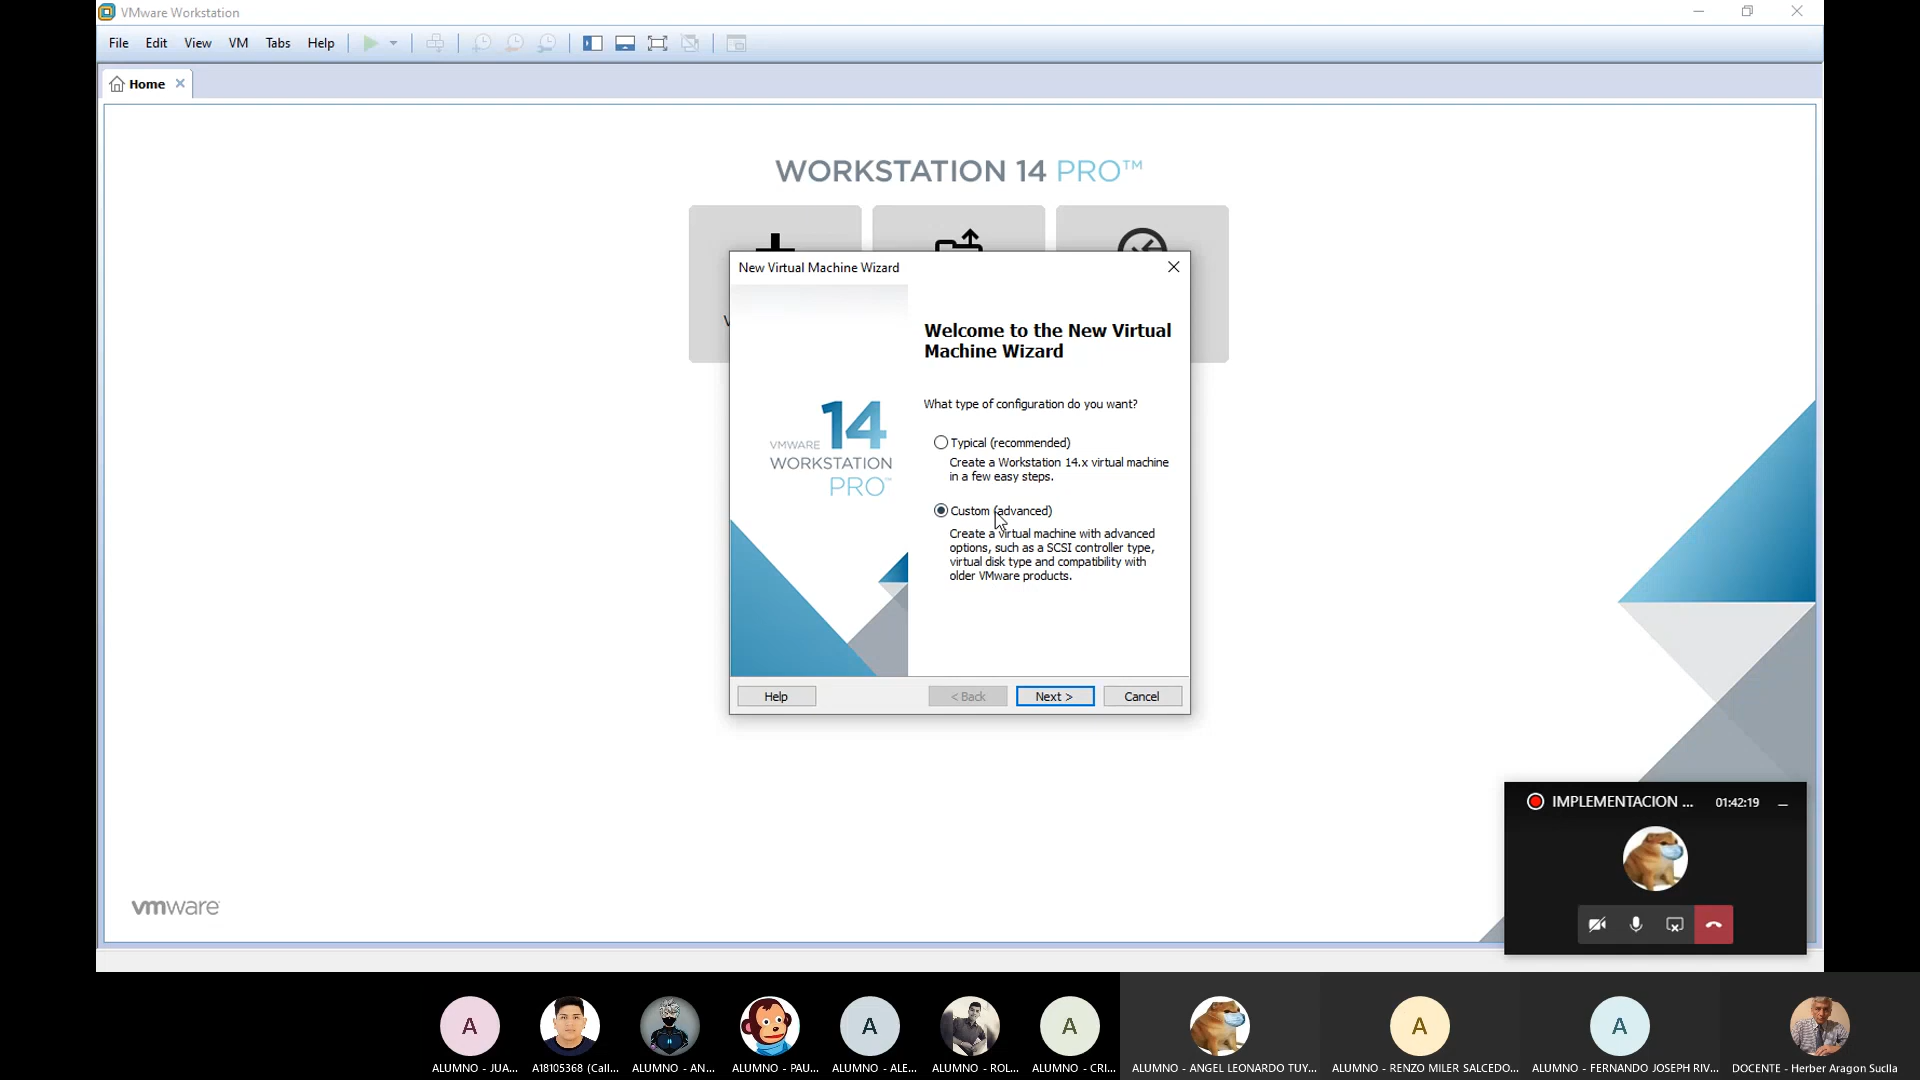 VMware Workstation
File Edit View VM Tabs Help
Home
WORKSTATION 14 PRO™
V
New Virtual Machine Wizard
VMWARE 14
WORKSTATION
PRO™
Welcome to the New Virtual
Machine Wizard
What type of configuration do you want?
Typical (recommended)
Create a Workstation 14.x virtual machine
in a few easy steps.
Custom (advanced)
Create a virtual machine with advanced
options, such as a SCSI controller type,
virtual disk type and compatibility with
older VMware products.
Help < Back Next > Cancel
vmware
IMPLEMENTACION ... 01:42:19
A A A A A
ALUMNO - JUA... A18105368 (Call... ALUMNO - AN... ALUMNO - PAU... ALUMNO - ALE... ALUMNO - ROL... ALUMNO - CRI... ALUMNO - ANGEL LEONARDO TUY... ALUMNO - RENZO MILER SALCEDO... ALUMNO - FERNANDO JOSEPH RIV... DOCENTE - Herber Aragon Suclla